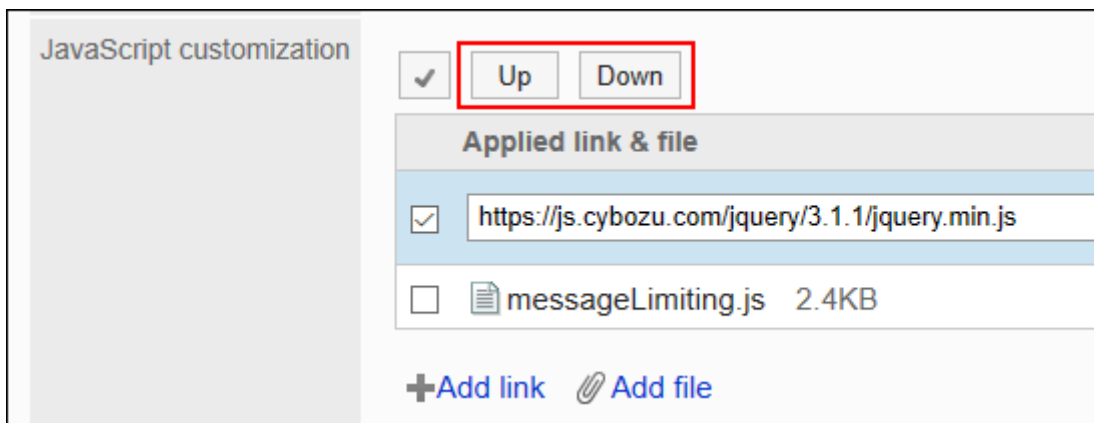 JavaScript customization
Up Down
Applied link & file
https://js.cybozu.com/jquery/3.1.1/jquery.min.js
messageLimiting.js 2.4KB
Add link Add file